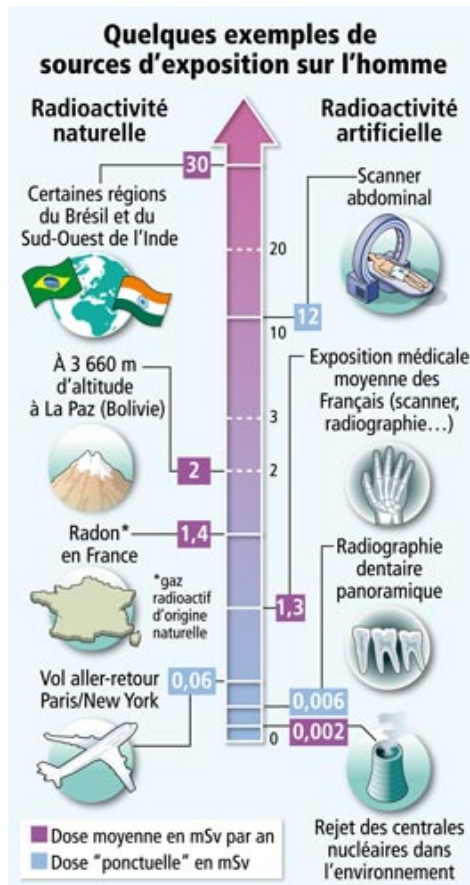 Quelques exemples de
sources d'exposition sur l'homme
Radioactivité
naturelle
Radioactivité
artificielle
30
Certaines régions
du Brésil et du
Sud-Ouest de l'Inde
Scanner
abdominal
20
12
10
À 3 660 m
d'altitude
à La Paz (Bolivie)
Exposition médicale
moyenne des
Français (scanner,
radiographie...)
3
2
2
Radon*
en France
1,4
*gaz
radioactif
d'origine
naturelle
1,3
Radiographie
dentaire
panoramique
Vol aller-retour
Paris/New York
0,06
0,006
0,002
0
Rejet des centrales
nucléaires dans
l'environnement
Dose moyenne en mSv par an
Dose "ponctuelle" en mSv